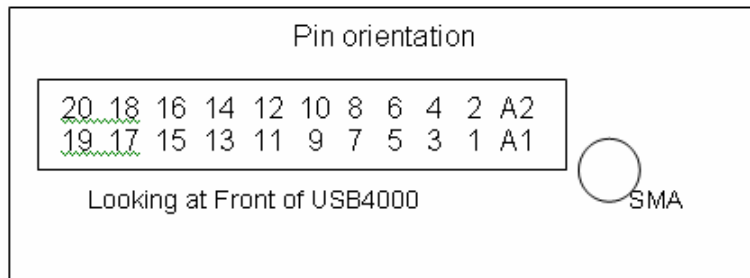 Pin orientation
20 18 16 14 12 10 8 6 4 2 A2
19 17 15 13 11 9 7 5 3 1 A1
Looking at Front of USB4000
SMA